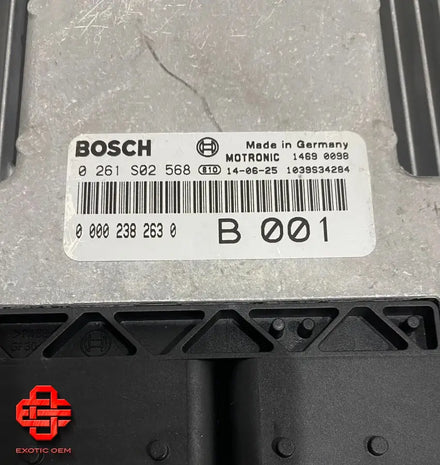 BOSCH Made in Germany
MOTRONIC 1469 0098
0 261 S02 568 810 14-06-25 1039S34284
0 000 238 263 0 B 001
EXOTIC OEM